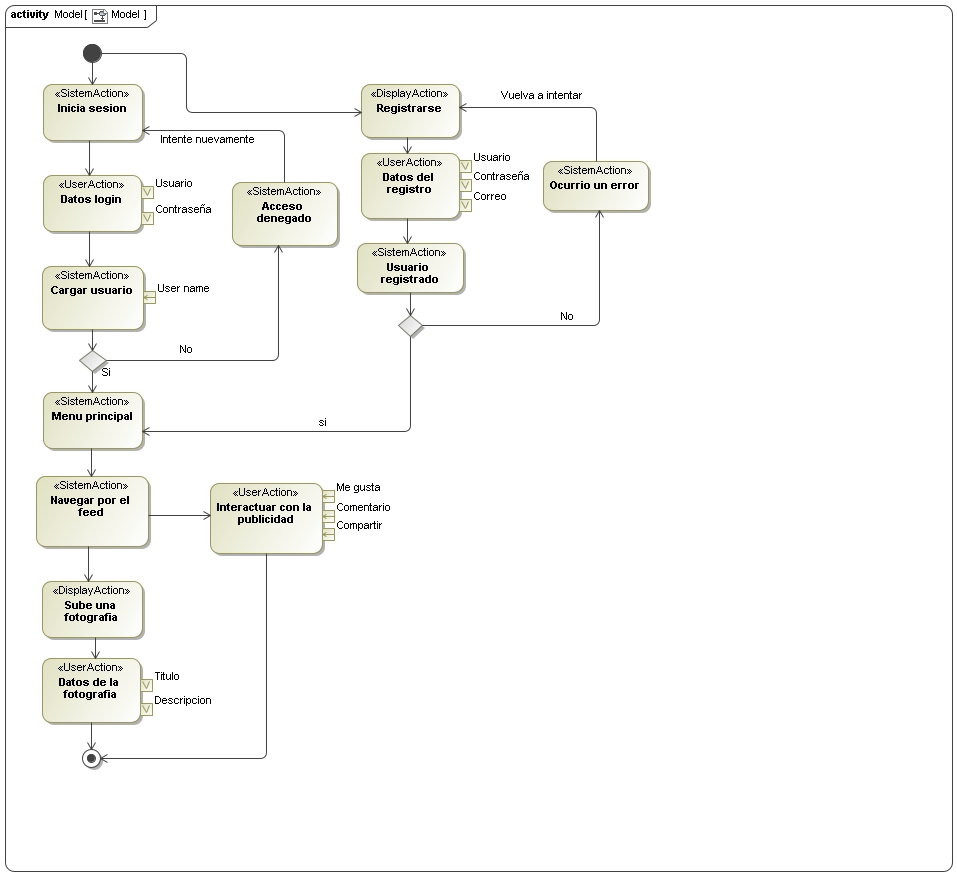 activity Model [ Model ]
«SistemAction»
Inicia sesion
«DisplayAction»
Registrarse
Vuelva a intentar
Intente nuevamente
«UserAction»
Datos login
Usuario
Contraseña
«SistemAction»
Acceso
denegado
«UserAction»
Datos del
registro
Usuario
Contraseña
Correo
«SistemAction»
Ocurrio un error
«SistemAction»
Cargar usuario
User name
«SistemAction»
Usuario
registrado
No
No
Si
«SistemAction»
Menu principal
si
«SistemAction»
Navegar por el
feed
«UserAction»
Interactuar con la
publicidad
Me gusta
Comentario
Compartir
«DisplayAction»
Sube una
fotografia
«UserAction»
Datos de la
fotografia
Titulo
Descripcion